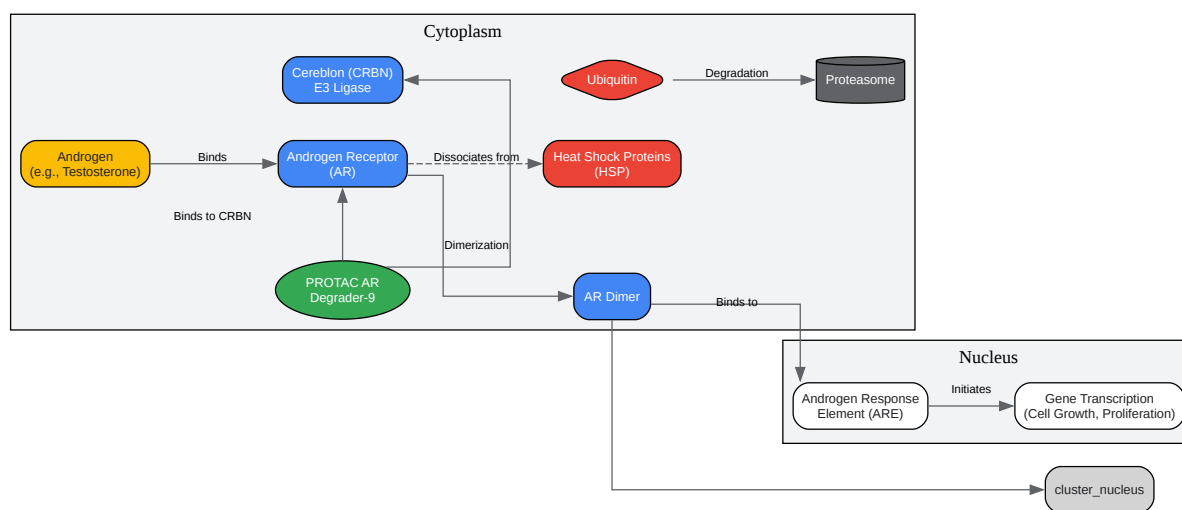 Cytoplasm
Cereblon (CRBN)
E3 Ligase
Ubiquitin
Degradation
Proteasome
Androgen
(e.g., Testosterone)
Binds
Androgen Receptor
(AR)
Dissociates from
Heat Shock Proteins
(HSP)
Binds to CRBN
Dimerization
PROTAC AR
Degrader-9
AR Dimer
Binds to
Nucleus
Androgen Response
Element (ARE)
Initiates
Gene Transcription
(Cell Growth, Proliferation)
cluster_nucleus